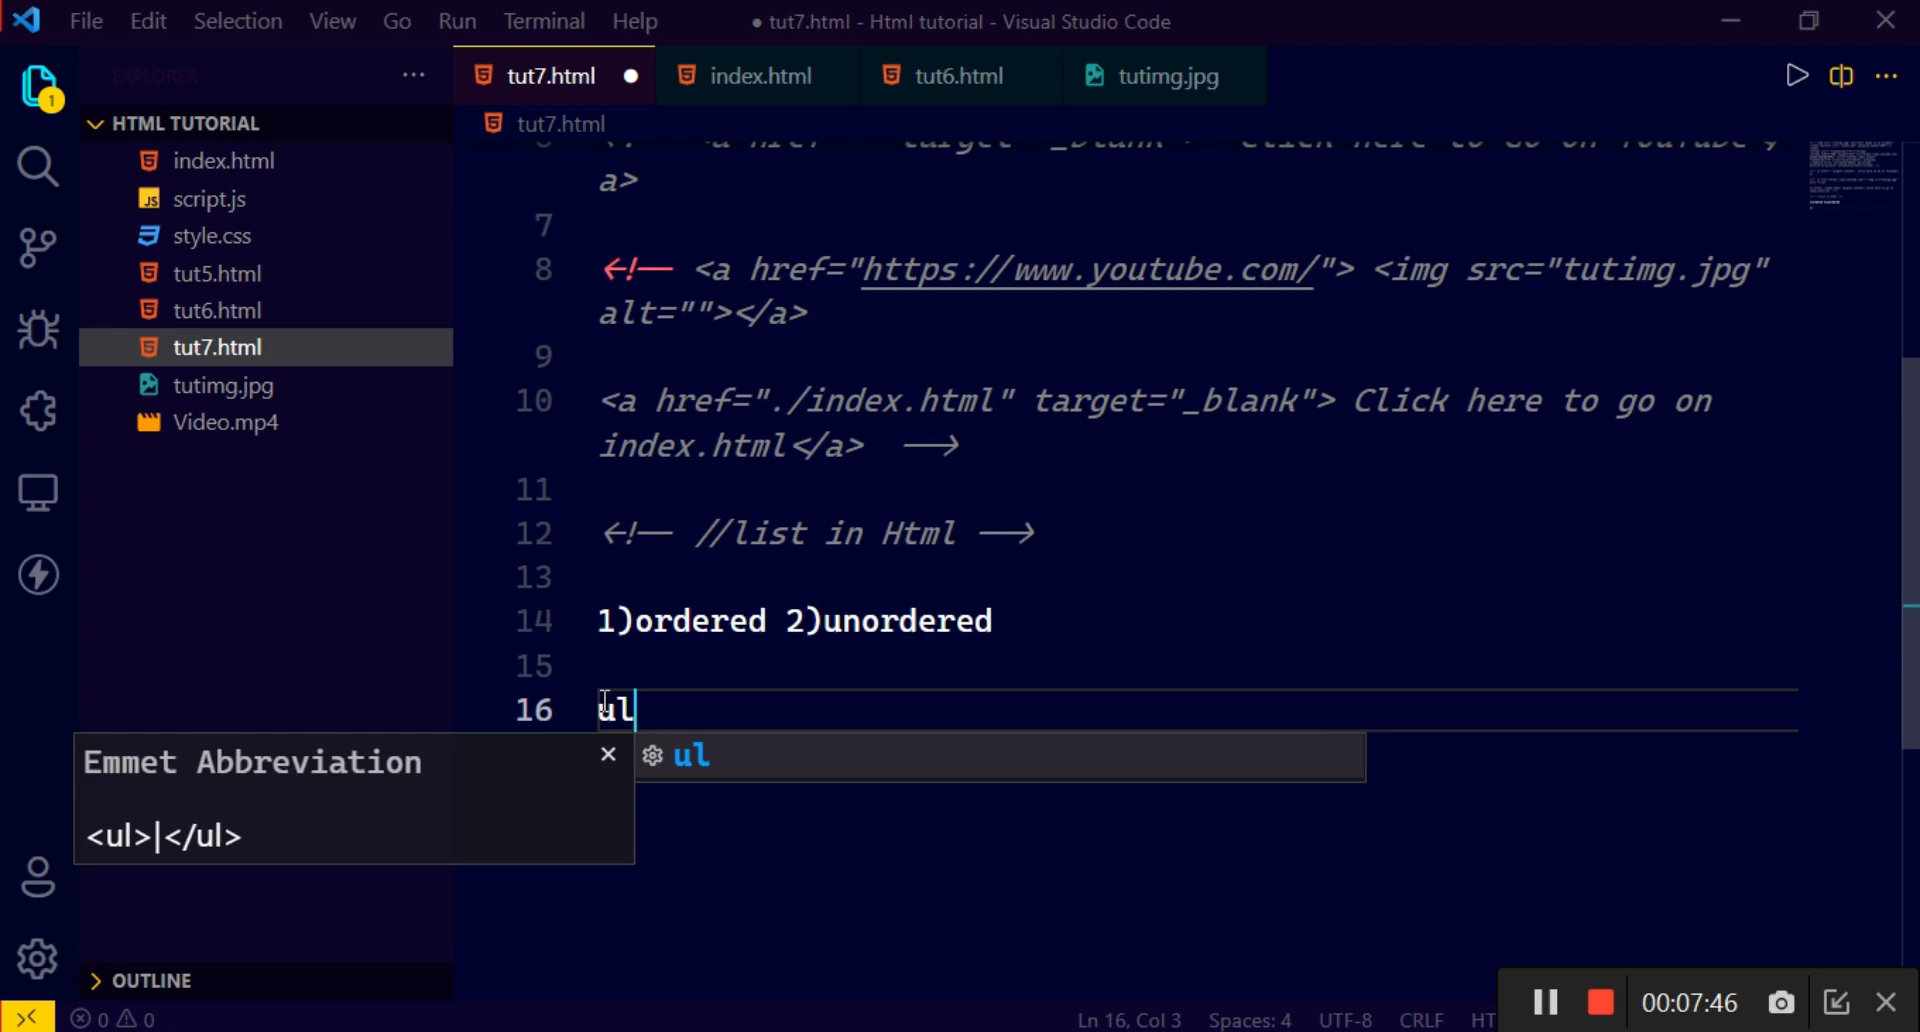 File Edit Selection View Go Run Terminal Help ● tut7.html - Html tutorial - Visual Studio Code
EXPLORER ··· tut7.html ● index.html tut6.html tutimg.jpg
1
HTML TUTORIAL
tut7.html
index.html
script.js
style.css
tut5.html
tut6.html
tut7.html
tutimg.jpg
Video.mp4
a>
7
8 <!-- <a href="https://www.youtube.com/"> <img src="tutimg.jpg"
alt=""></a>
9
10 <a href="./index.html" target="_blank"> Click here to go on
index.html</a> -->
11
12 <!-- //list in Html -->
13
14 1)ordered 2)unordered
15
16 ul
Emmet Abbreviation
ul
<ul>|</ul>
OUTLINE
00:07:46
0 0 Ln 16, Col 3 Spaces: 4 UTF-8 CRLF HT